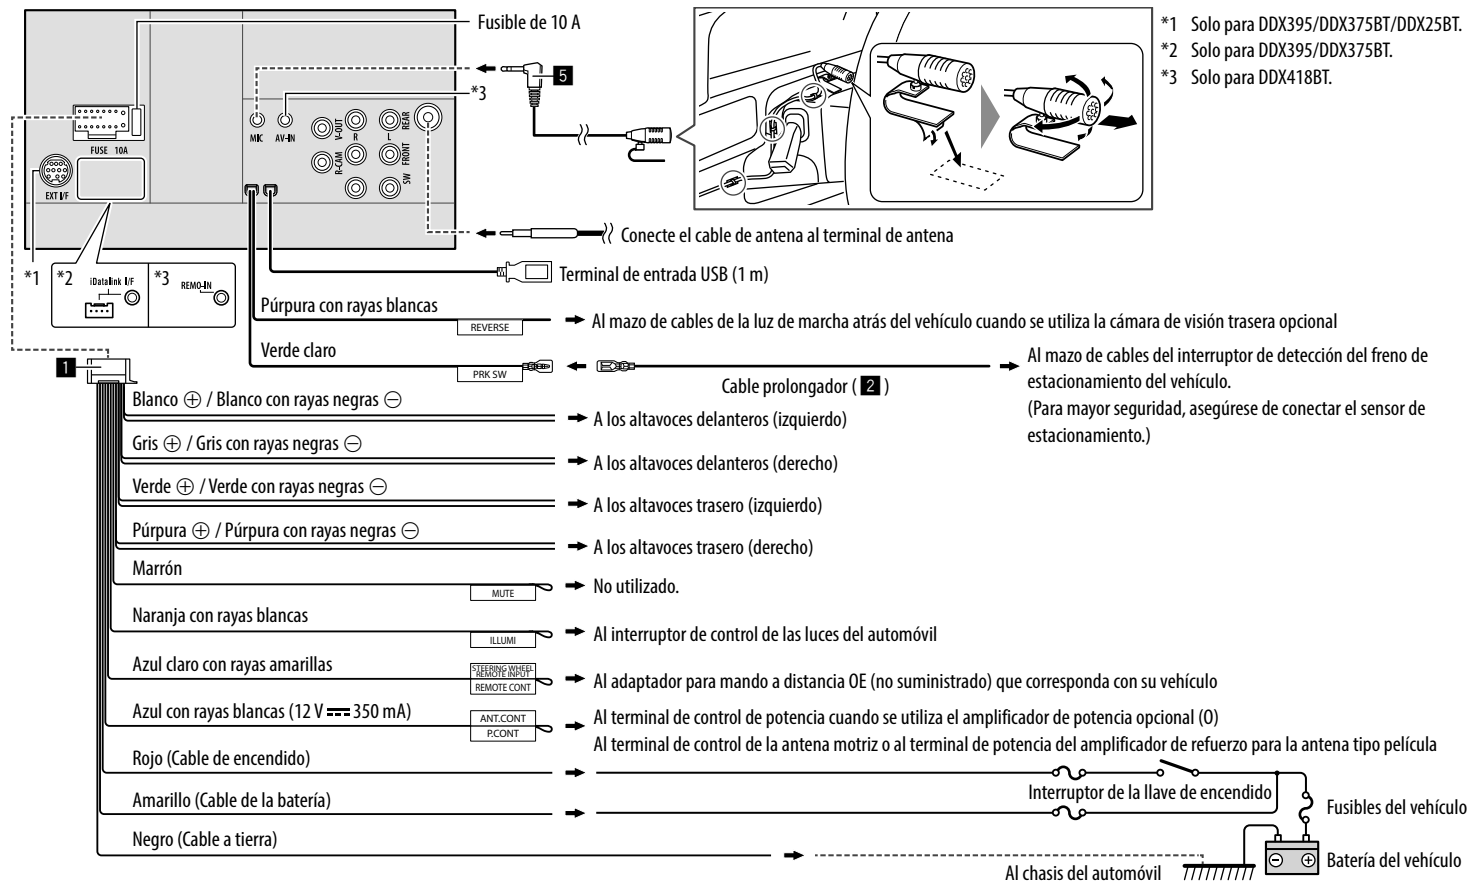 Fusible de 10 A
5
*3
*1 Solo para DDX395/DDX375BT/DDX25BT.
*2 Solo para DDX395/DDX375BT.
*3 Solo para DDX418BT.
FUSE 10A
EXT I/F
MIC
AV-IN
V-OUT
R-CAM
R
L
REAR
FRONT
SW
Conecte el cable de antena al terminal de antena
*1
*2
iDatalink I/F
*3
REMO-IN
Terminal de entrada USB (1 m)
Púrpura con rayas blancas
REVERSE
Al mazo de cables de la luz de marcha atrás del vehículo cuando se utiliza la cámara de visión trasera opcional
Verde claro
PRK SW
Cable prolongador ( 2 )
Al mazo de cables del interruptor de detección del freno de
estacionamiento del vehículo.
(Para mayor seguridad, asegúrese de conectar el sensor de
estacionamiento.)
1
Blanco ⊕ / Blanco con rayas negras ⊖
A los altavoces delanteros (izquierdo)
Gris ⊕ / Gris con rayas negras ⊖
A los altavoces delanteros (derecho)
Verde ⊕ / Verde con rayas negras ⊖
A los altavoces trasero (izquierdo)
Púrpura ⊕ / Púrpura con rayas negras ⊖
A los altavoces trasero (derecho)
Marrón
MUTE
No utilizado.
Naranja con rayas blancas
ILLUMI
Al interruptor de control de las luces del automóvil
Azul claro con rayas amarillas
STEERING WHEEL
REMOTE INPUT
REMOTE CONT
Al adaptador para mando a distancia OE (no suministrado) que corresponda con su vehículo
Azul con rayas blancas (12 V ⎓ 350 mA)
ANT.CONT
P.CONT
Al terminal de control de potencia cuando se utiliza el amplificador de potencia opcional (O)
Al terminal de control de la antena motriz o al terminal de potencia del amplificador de refuerzo para la antena tipo película
Rojo (Cable de encendido)
Interruptor de la llave de encendido
Amarillo (Cable de la batería)
Fusibles del vehículo
Negro (Cable a tierra)
Al chasis del automóvil
⊖ ⊕
Batería del vehículo